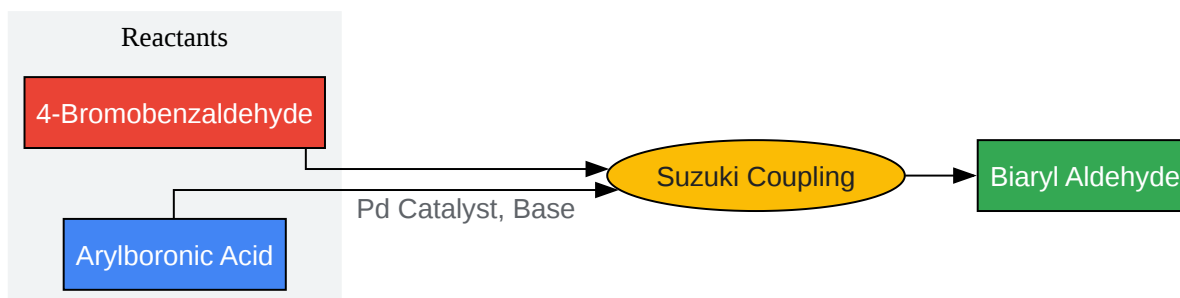 Reactants
4-Bromobenzaldehyde
Arylboronic Acid
Pd Catalyst, Base
Suzuki Coupling
Biaryl Aldehyde